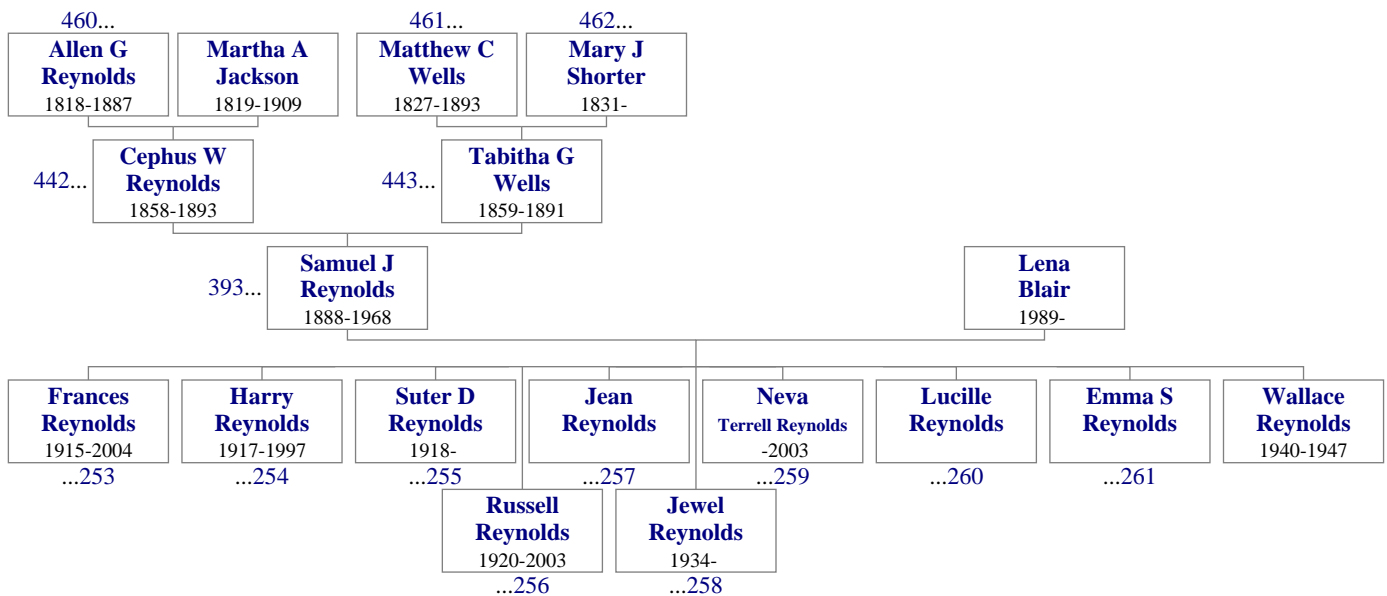 460...
Allen G
Reynolds
1818-1887
Martha A
Jackson
1819-1909
461...
Matthew C
Wells
1827-1893
462...
Mary J
Shorter
1831-
442...
Cephus W
Reynolds
1858-1893
443...
Tabitha G
Wells
1859-1891
393...
Samuel J
Reynolds
1888-1968
Lena
Blair
1989-
Frances
Reynolds
1915-2004
...253
Harry
Reynolds
1917-1997
...254
Suter D
Reynolds
1918-
...255
Jean
Reynolds
...257
Neva
Terrell Reynolds
-2003
...259
Lucille
Reynolds
...260
Emma S
Reynolds
...261
Wallace
Reynolds
1940-1947
Russell
Reynolds
1920-2003
...256
Jewel
Reynolds
1934-
...258